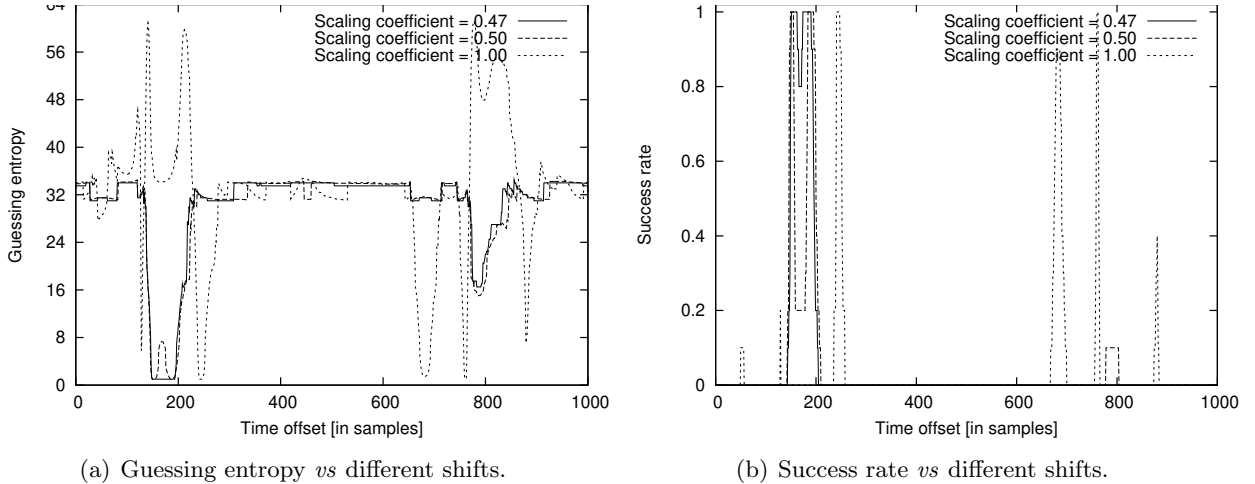 64
56
48
40
32
24
16
8
0
0
200
400
600
800
1000
Guessing entropy
Time offset [in samples]
Scaling coefficient = 0.47
Scaling coefficient = 0.50
Scaling coefficient = 1.00
(a) Guessing entropy vs different shifts.
1
0.8
0.6
0.4
0.2
0
0
200
400
600
800
1000
Success rate
Time offset [in samples]
Scaling coefficient = 0.47
Scaling coefficient = 0.50
Scaling coefficient = 1.00
(b) Success rate vs different shifts.